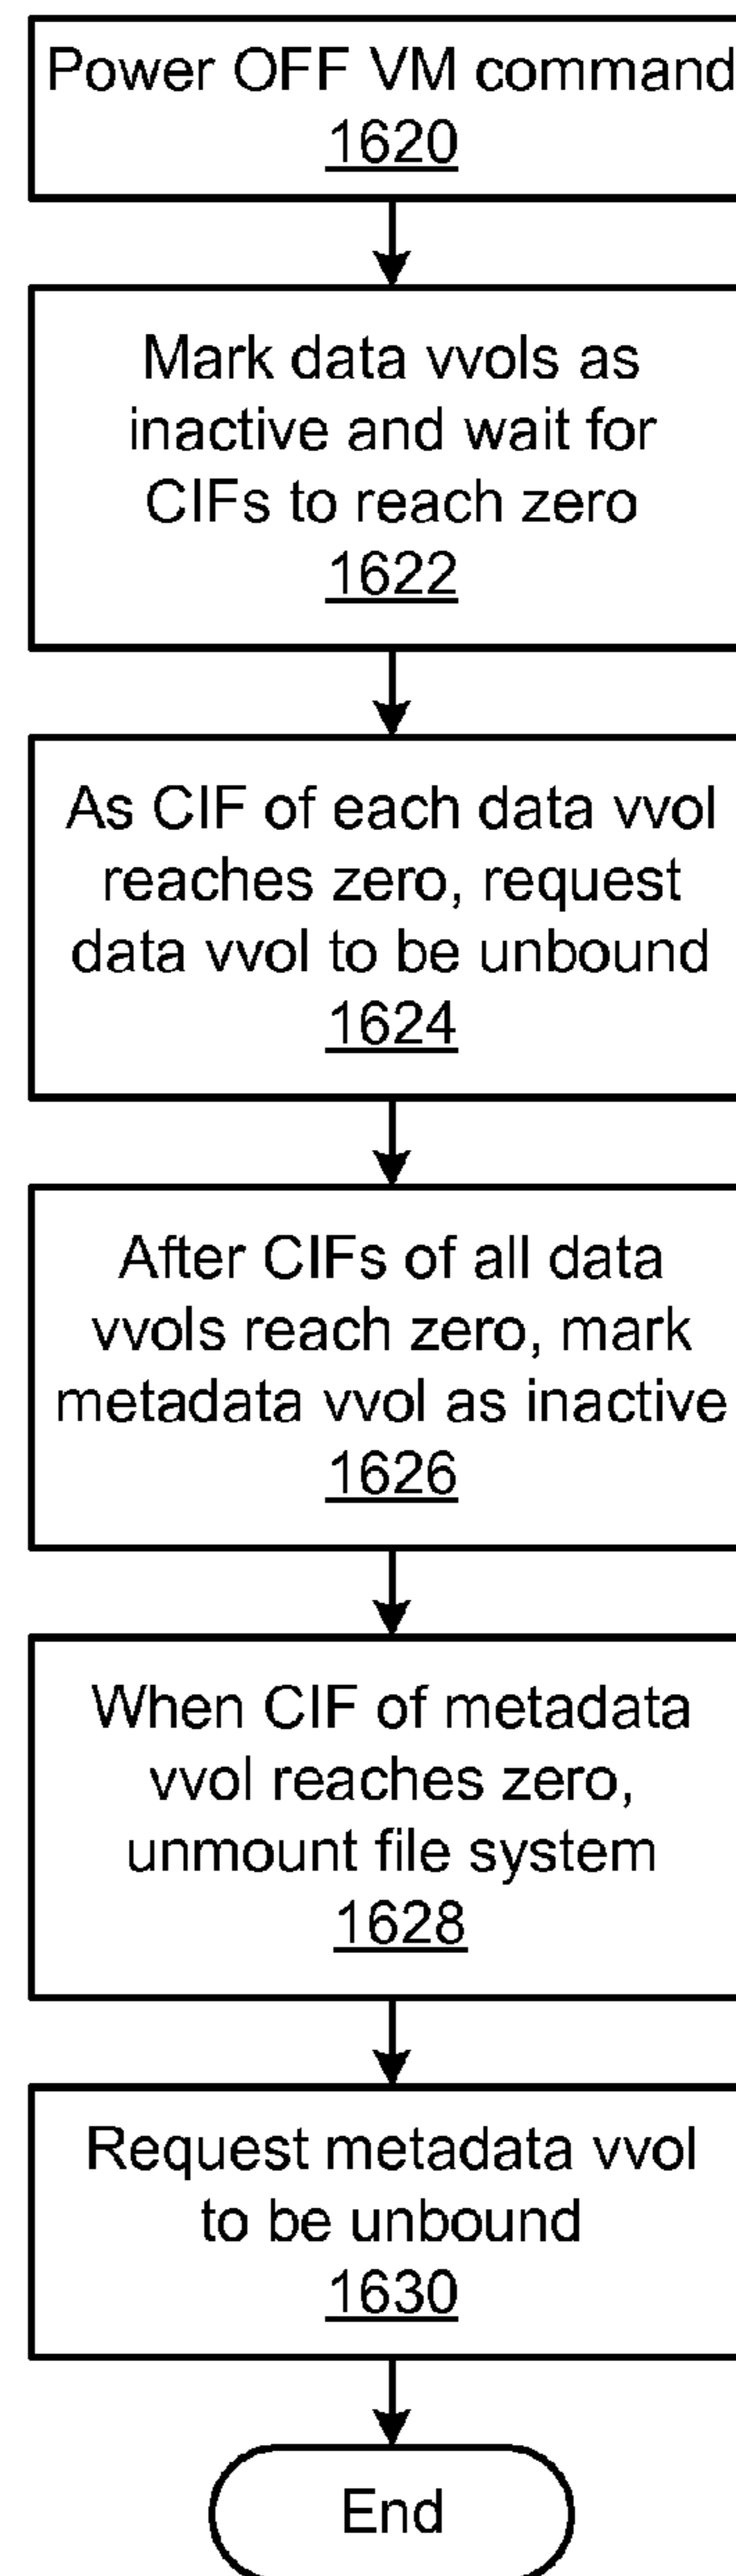 Power OFF VM command
1620
Mark data vvols as
inactive and wait for
CIFs to reach zero
1622
As CIF of each data vvol
reaches zero, request
data vvol to be unbound
1624
After CIFs of all data
vvols reach zero, mark
metadata vvol as inactive
1626
When CIF of metadata
vvol reaches zero,
unmount file system
1628
Request metadata vvol
to be unbound
1630
End